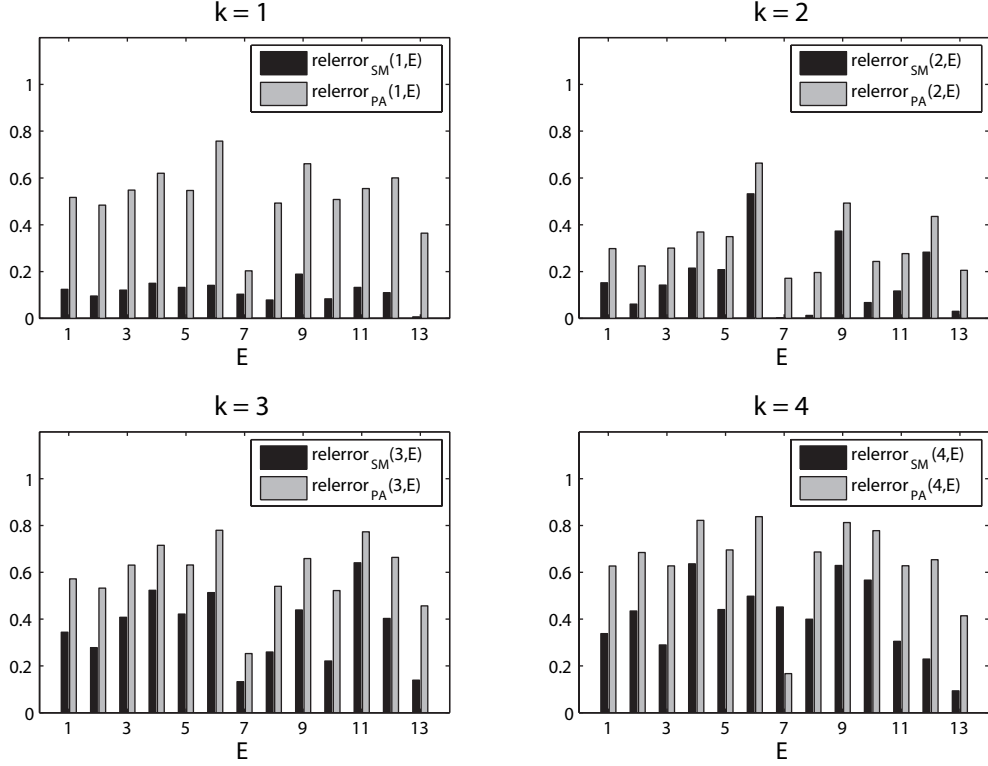 k = 1
relerror_SM(1,E)
relerror_PA(1,E)
1
0.8
0.6
0.4
0.2
0
1 3 5 7 9 11 13
E
k = 2
relerror_SM(2,E)
relerror_PA(2,E)
1
0.8
0.6
0.4
0.2
0
1 3 5 7 9 11 13
E
k = 3
relerror_SM(3,E)
relerror_PA(3,E)
1
0.8
0.6
0.4
0.2
0
1 3 5 7 9 11 13
E
k = 4
relerror_SM(4,E)
relerror_PA(4,E)
1
0.8
0.6
0.4
0.2
0
1 3 5 7 9 11 13
E